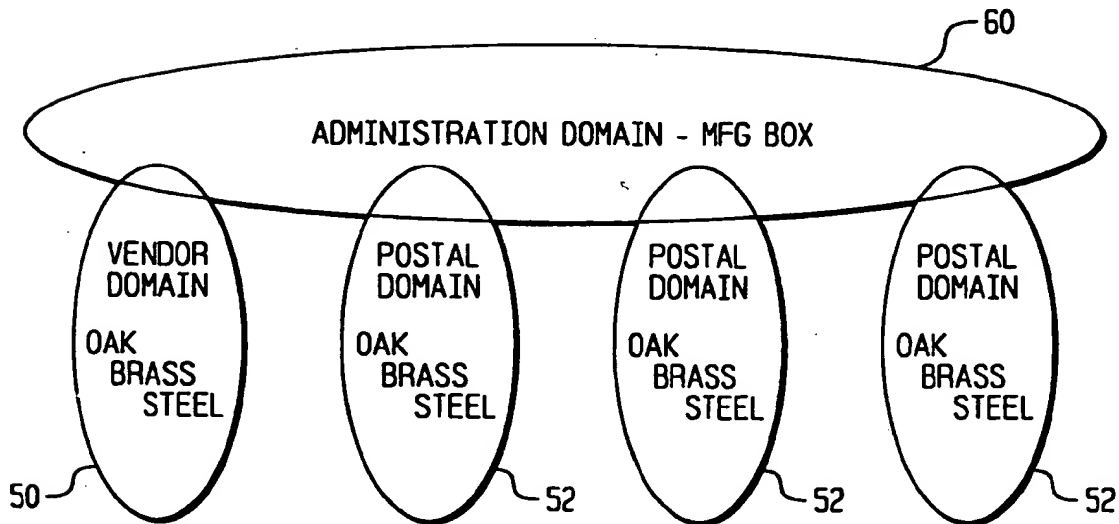 60
ADMINISTRATION DOMAIN - MFG BOX
VENDOR
DOMAIN
OAK
BRASS
STEEL
50
POSTAL
DOMAIN
OAK
BRASS
STEEL
52
POSTAL
DOMAIN
OAK
BRASS
STEEL
52
POSTAL
DOMAIN
OAK
BRASS
STEEL
52